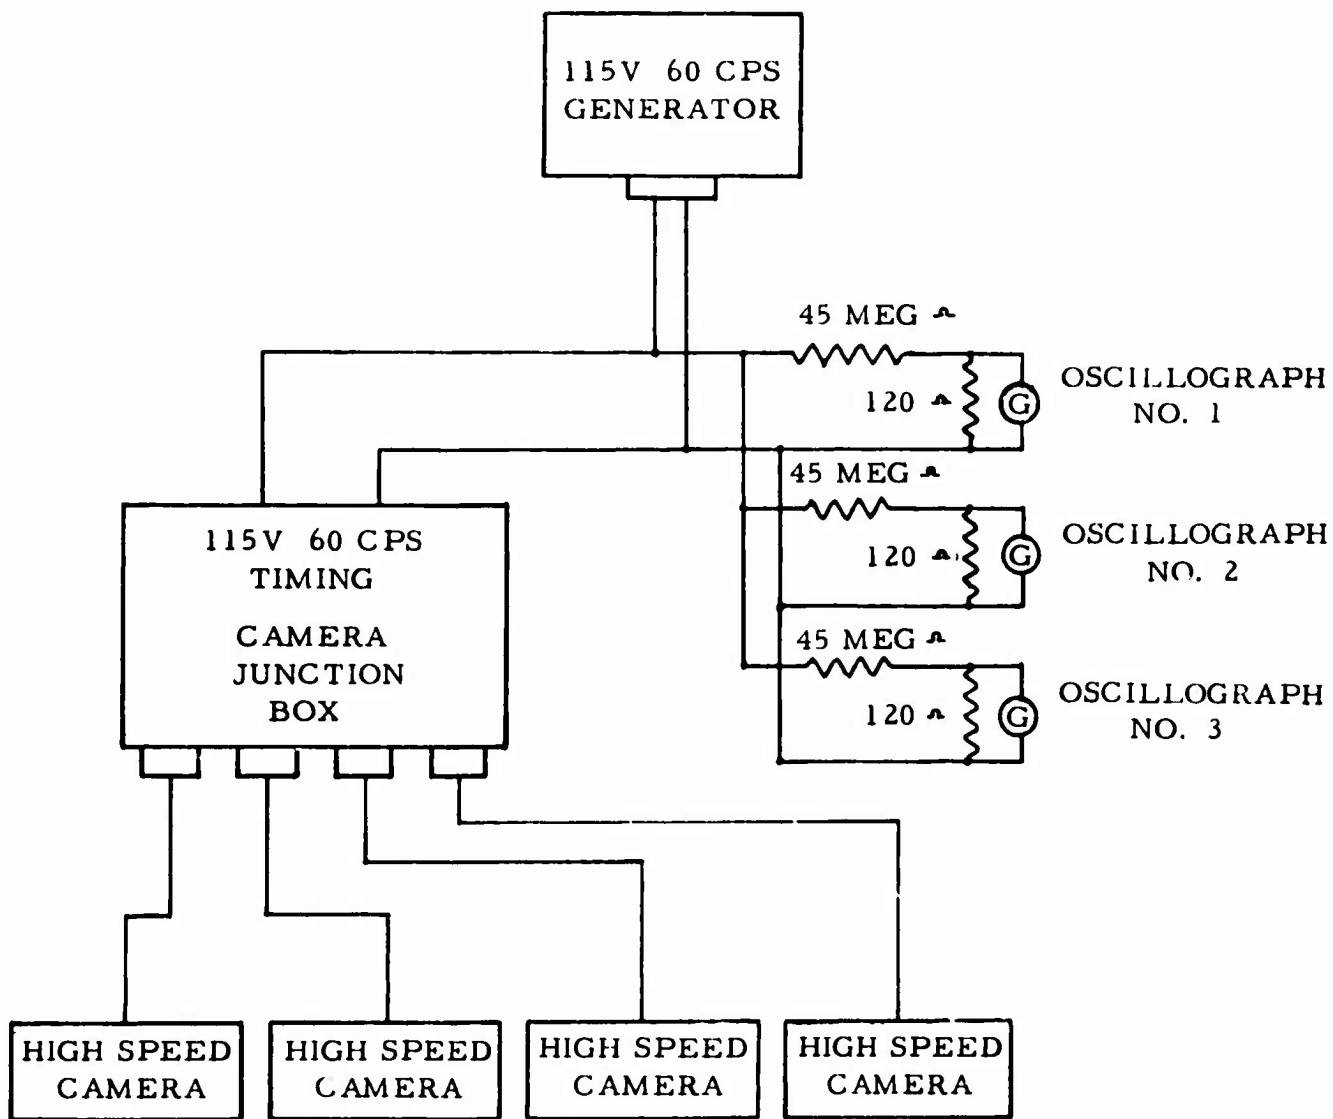 115V 60 CPS
GENERATOR
45 MEG Ω
120 Ω
G
OSCILLOGRAPH
NO. 1
45 MEG Ω
120 Ω
G
OSCILLOGRAPH
NO. 2
45 MEG Ω
120 Ω
G
OSCILLOGRAPH
NO. 3
115V 60 CPS
TIMING
CAMERA
JUNCTION
BOX
HIGH SPEED
CAMERA
HIGH SPEED
CAMERA
HIGH SPEED
CAMERA
HIGH SPEED
CAMERA